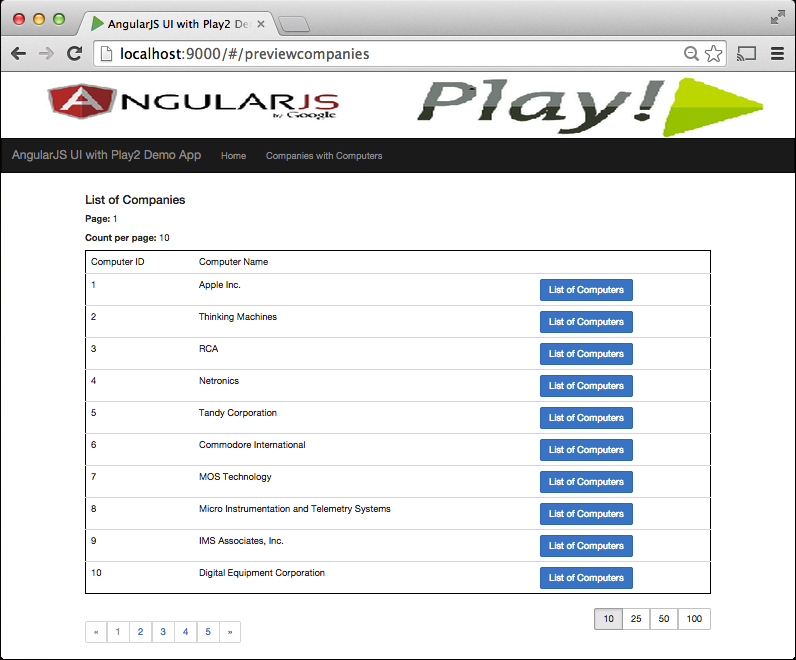 AngularJS UI with Play2 De
localhost:9000/#/previewcompanies
ANGULARJS
by Google
Play!
AngularJS UI with Play2 Demo App Home Companies with Computers
List of Companies
Page: 1
Count per page: 10
Computer ID Computer Name
1 Apple Inc. List of Computers
2 Thinking Machines List of Computers
3 RCA List of Computers
4 Netronics List of Computers
5 Tandy Corporation List of Computers
6 Commodore International List of Computers
7 MOS Technology List of Computers
8 Micro Instrumentation and Telemetry Systems List of Computers
9 IMS Associates, Inc. List of Computers
10 Digital Equipment Corporation List of Computers
« 1 2 3 4 5 »
10 25 50 100